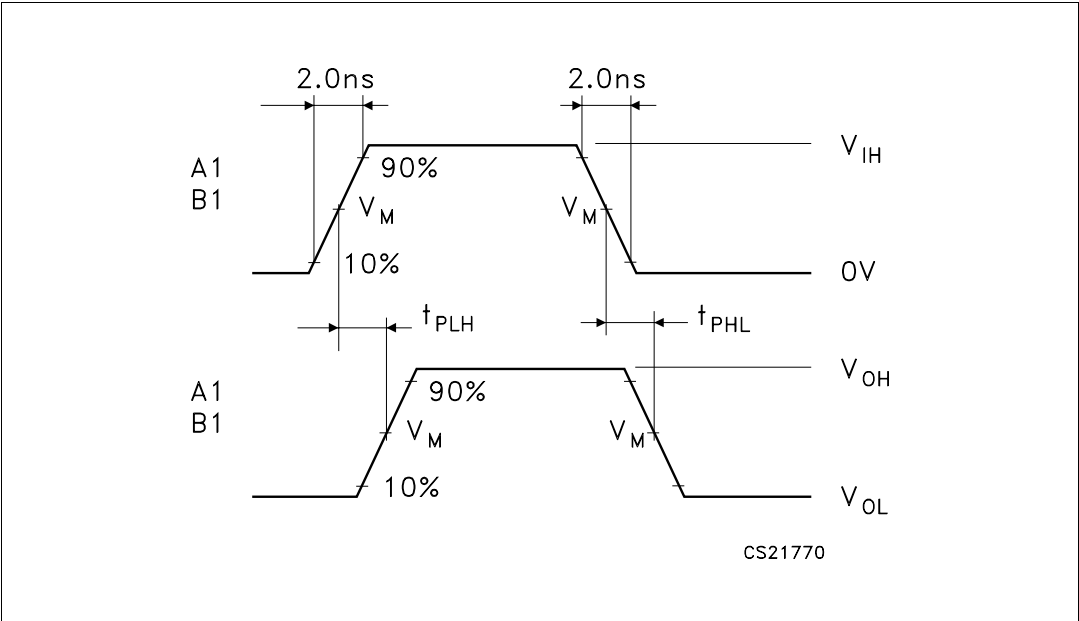 2.0ns 2.0ns
A1
B1
90%
V_M V_M
10%
V_IH
0V
t_PLH t_PHL
A1
B1
90%
V_M V_M
10%
V_OH
V_OL
CS21770